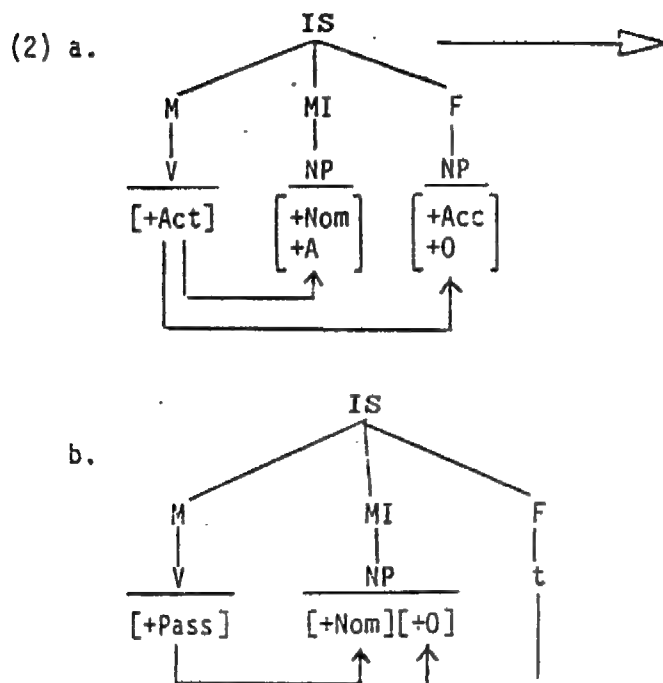 (2) a.
IS
M MI F
V NP NP
[+Act] [+Nom [+Acc
+A ] +O ]
IS
b.
M MI F
V NP t
[+Pass] [+Nom][+O]